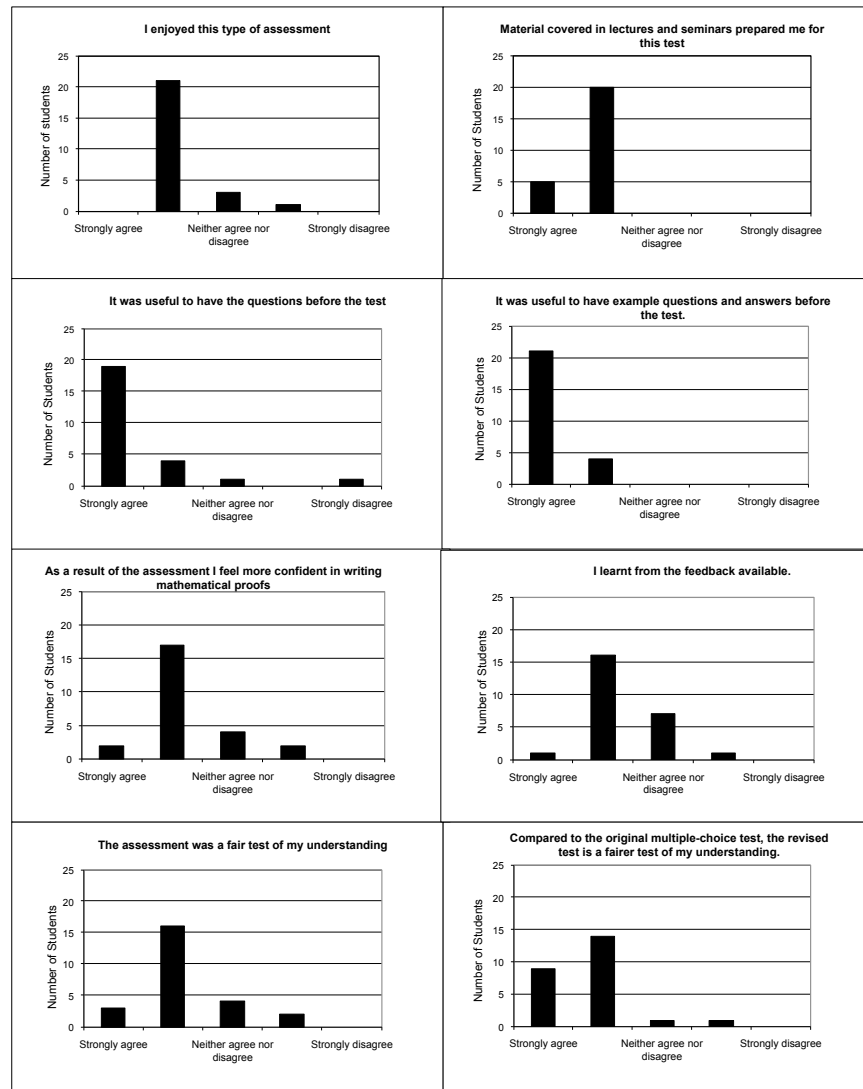 I enjoyed this type of assessment
Number of students
25
20
15
10
5
0
Strongly agree
Neither agree nor
disagree
Strongly disagree
Material covered in lectures and seminars prepared me for
this test
Number of Students
25
20
15
10
5
0
Strongly agree
Neither agree nor
disagree
Strongly disagree
It was useful to have the questions before the test
Number of Students
25
20
15
10
5
0
Strongly agree
Neither agree nor
disagree
Strongly disagree
It was useful to have example questions and answers before
the test.
Number of Students
25
20
15
10
5
0
Strongly agree
Neither agree nor
disagree
Strongly disagree
As a result of the assessment I feel more confident in writing
mathematical proofs
Number of Students
25
20
15
10
5
0
Strongly agree
Neither agree nor
disagree
Strongly disagree
I learnt from the feedback available.
Number of Students
25
20
15
10
5
0
Strongly agree
Neither agree nor
disagree
Strongly disagree
The assessment was a fair test of my understanding
Number of Students
25
20
15
10
5
0
Strongly agree
Neither agree nor
disagree
Strongly disagree
Compared to the original multiple-choice test, the revised
test is a fairer test of my understanding.
Number of Students
25
20
15
10
5
0
Strongly agree
Neither agree nor
disagree
Strongly disagree